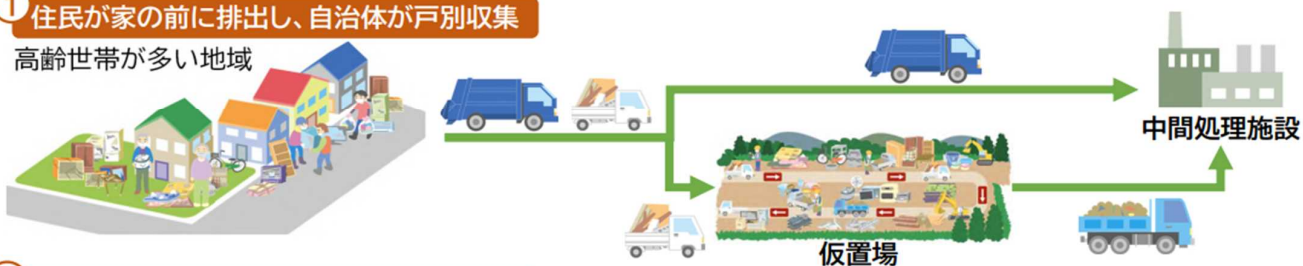 ① 住民が家の前に排出し、自治体が戸別収集
高齢世帯が多い地域
中間処理施設
仮置場